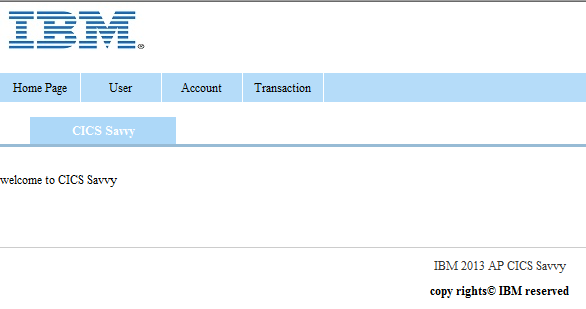 IBM®
Home Page User Account Transaction
CICS Savvy
welcome to CICS Savvy
IBM 2013 AP CICS Savvy
copy rights© IBM reserved